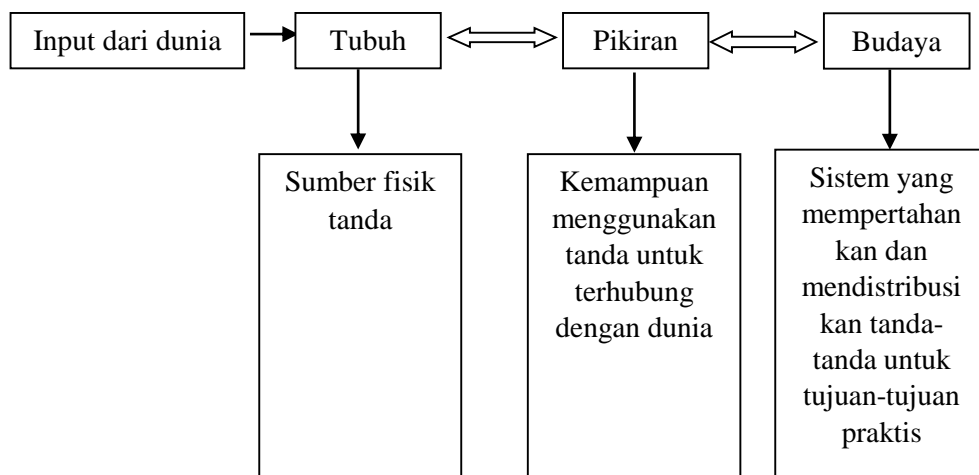 Input dari dunia
Tubuh
Pikiran
Budaya
Sumber fisik
tanda
Kemampuan
menggunakan
tanda untuk
terhubung
dengan dunia
Sistem yang
mempertahan
kan dan
mendistribusi
kan tanda-
tanda untuk
tujuan-tujuan
praktis